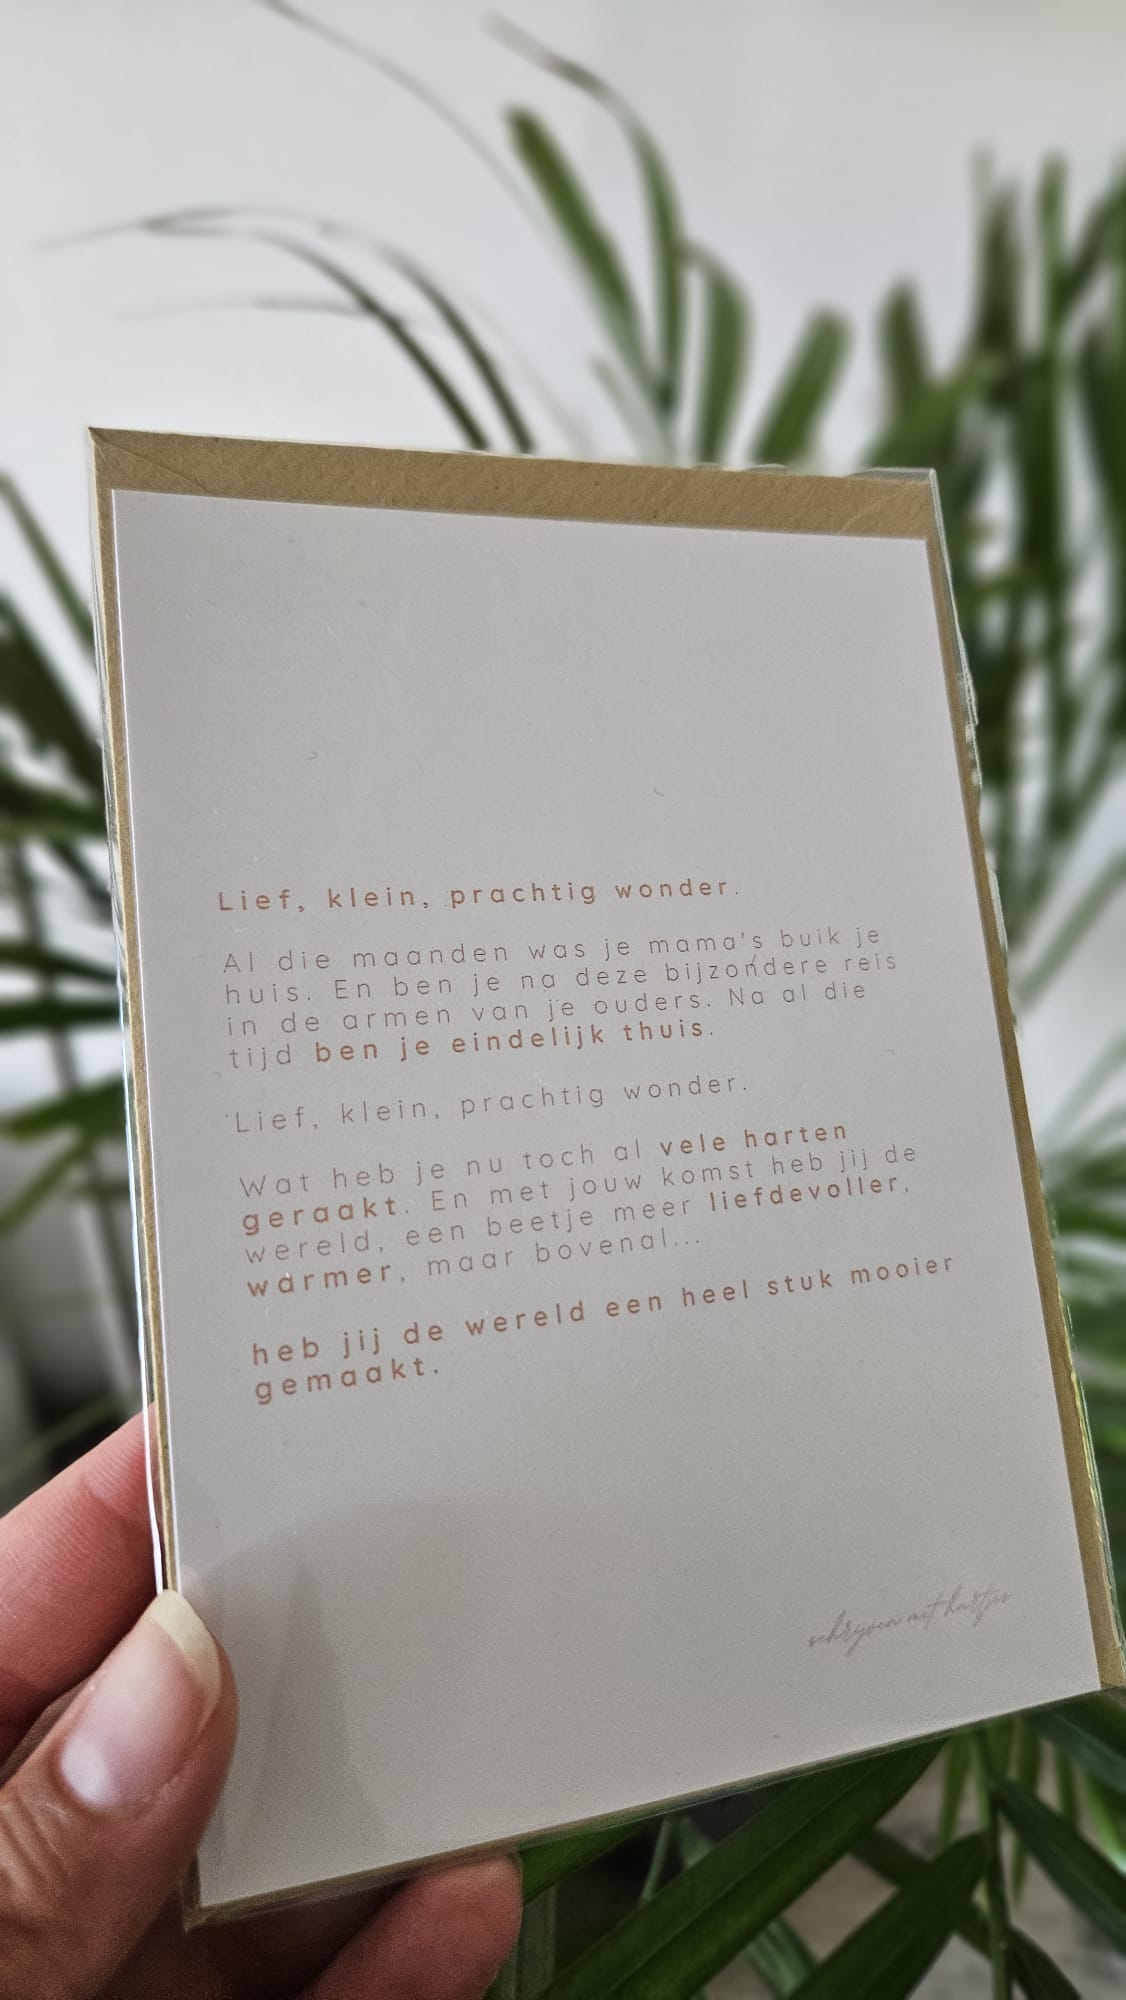 Lief, klein, prachtig wonder.
Al die maanden was je mama's buik je
huis. En ben je na deze bijzondere reis
in de armen van je ouders. Na al die
tijd ben je eindelijk thuis.
Lief, klein, prachtig wonder.
Wat heb je nu toch al vele harten
geraakt. En met jouw komst heb jij de
wereld, een beetje meer liefdevoller,
warmer, maar bovenal...
heb jij de wereld een heel stuk mooier
gemaakt.
schrijven met hartjes